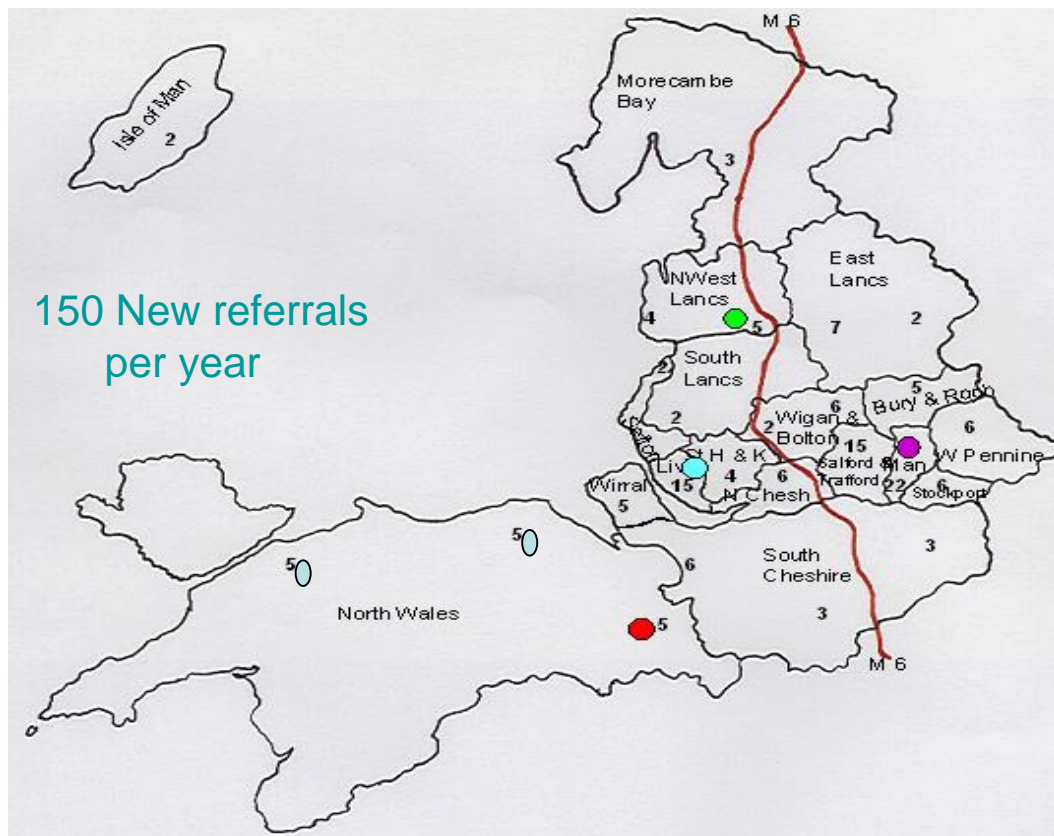 M 6
Morecambe
Bay
3
Isle of Man
2
150 New referrals
per year
NWest
Lancs
4
5
East
Lancs
7
2
South
Lancs
2
2
2
Wigan &
Bolton
6
5
Bury &
6
W Pennine
15
Salford &
Trafford
Man
22
6
Stockport
H & K
4
Liv
15
6
N Chesh
Wirral
5
South
Cheshire
6
3
3
North Wales
5
5
5
M 6